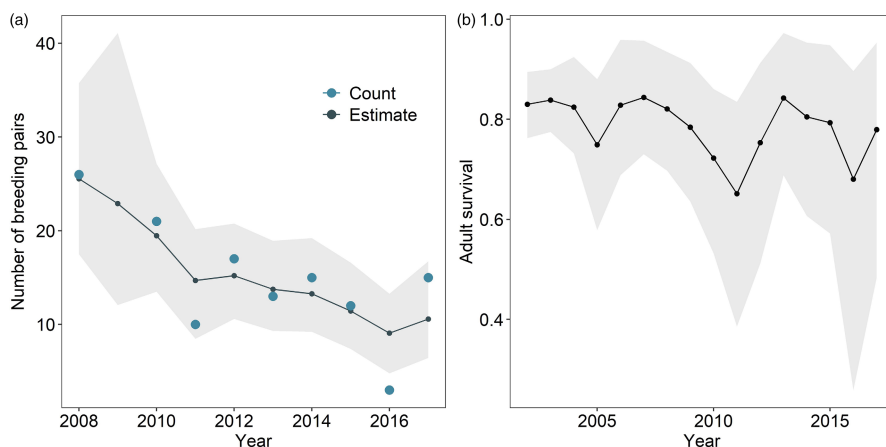 (a)
40
30
20
10
Number of breeding pairs
Count
Estimate
2008 2010 2012 2014 2016
Year
(b)
1.0
0.8
0.6
0.4
Adult survival
2005 2010 2015
Year